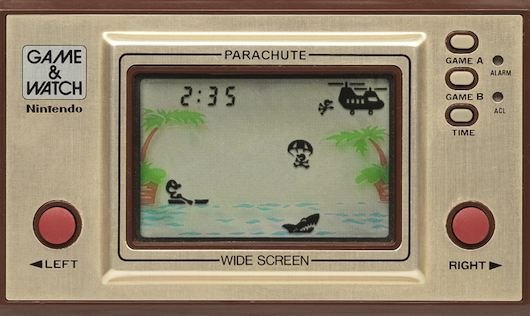 GAME
&
WATCH
Nintendo
PARACHUTE
2:35
GAME A
ALARM
GAME B
ACL
TIME
◄LEFT
WIDE SCREEN
RIGHT►